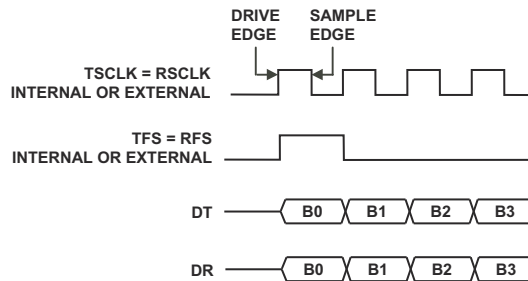 DRIVE EDGE
SAMPLE EDGE
TSCLK = RSCLK
INTERNAL OR EXTERNAL
TFS = RFS
INTERNAL OR EXTERNAL
DT B0 B1 B2 B3
DR B0 B1 B2 B3